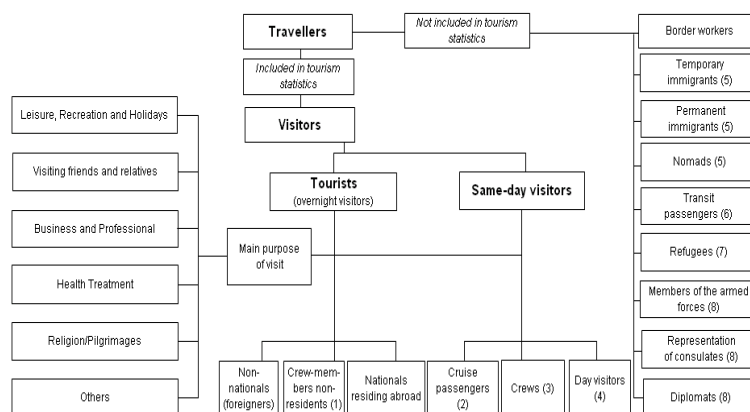 Travellers
Not included in tourism
statistics
Included in tourism
statistics
Visitors
Tourists
(overnight visitors)
Same-day visitors
Main purpose
of visit
Leisure, Recreation and Holidays
Visiting friends and relatives
Business and Professional
Health Treatment
Religion/Pilgrimages
Others
Non-
nationals
(foreigners)
Crew-mem-
bers non-
residents (1)
Nationals
residing abroad
Cruise
passengers
(2)
Crews (3)
Day visitors
(4)
Border workers
Temporary
immigrants (5)
Permanent
immigrants (5)
Nomads (5)
Transit
passengers (6)
Refugees (7)
Members of the armed
forces (8)
Representation
of consulates (8)
Diplomats (8)